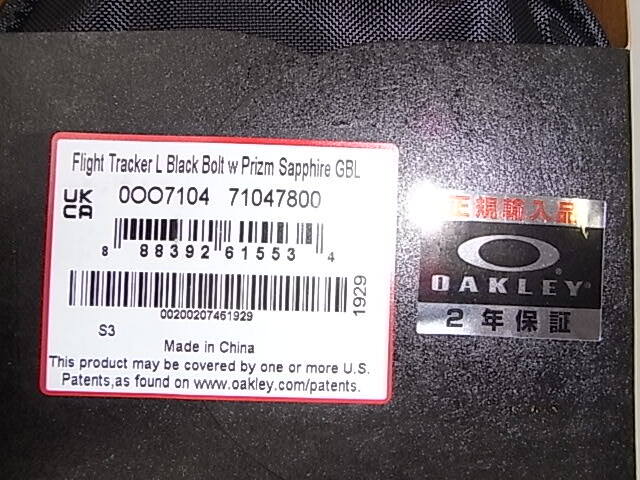 Flight Tracker L Black Bolt w Prizm Sapphire GBL
UK
CA
0OO7104 71047800
8 88392 61553 4
00200207461929
1929
S3
Made in China
This product may be covered by one or more U.S.
Patents,as found on www.oakley.com/patents.
正規輸入品
OAKLEY
2年保証